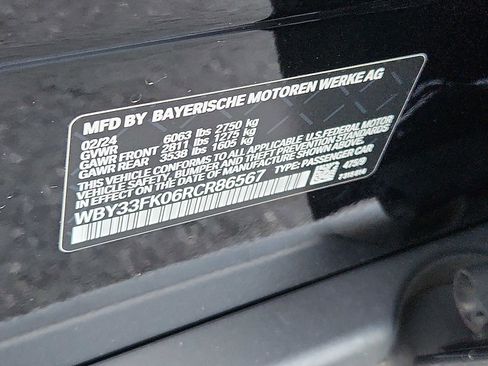 MFD BY BAYERISCHE MOTOREN WERKE AG
02/24
GVWR 6063 lbs 2750 kg
GAWR FRONT 2811 lbs 1275 kg
GAWR REAR 3538 lbs 1605 kg
THIS VEHICLE CONFORMS TO ALL APPLICABLE U.S. FEDERAL MOTOR
VEHICLE SAFETY, BUMPER, AND THEFT PREVENTION STANDARDS
IN EFFECT ON THE DATE OF MANUFACTURE SHOWN ABOVE.
WBY33FK06RCR86567 TYPE: PASSENGER CAR
475/9